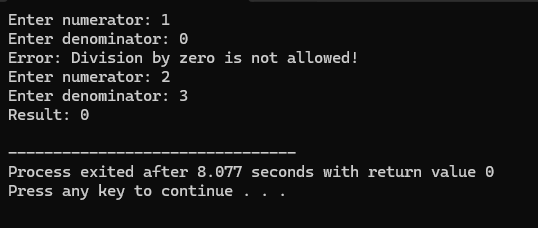 Enter numerator: 1
Enter denominator: 0
Error: Division by zero is not allowed!
Enter numerator: 2
Enter denominator: 3
Result: 0
--------------------------------
Process exited after 8.077 seconds with return value 0
Press any key to continue . . .